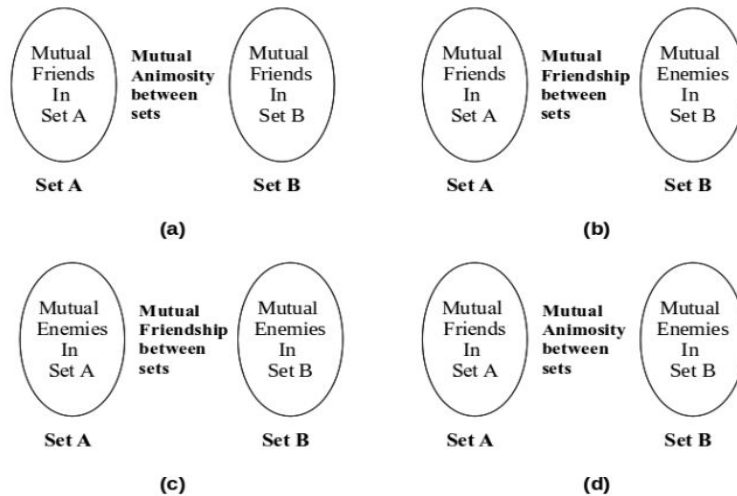 Mutual
Friends
In
Set A
Mutual
Animosity
between
sets
Mutual
Friends
In
Set B
Set A
Set B
(a)
Mutual
Friends
In
Set A
Mutual
Friendship
between
sets
Mutual
Enemies
In
Set B
Set A
Set B
(b)
Mutual
Enemies
In
Set A
Mutual
Friendship
between
sets
Mutual
Enemies
In
Set B
Set A
Set B
(c)
Mutual
Friends
In
Set A
Mutual
Animosity
between
sets
Mutual
Enemies
In
Set B
Set A
Set B
(d)